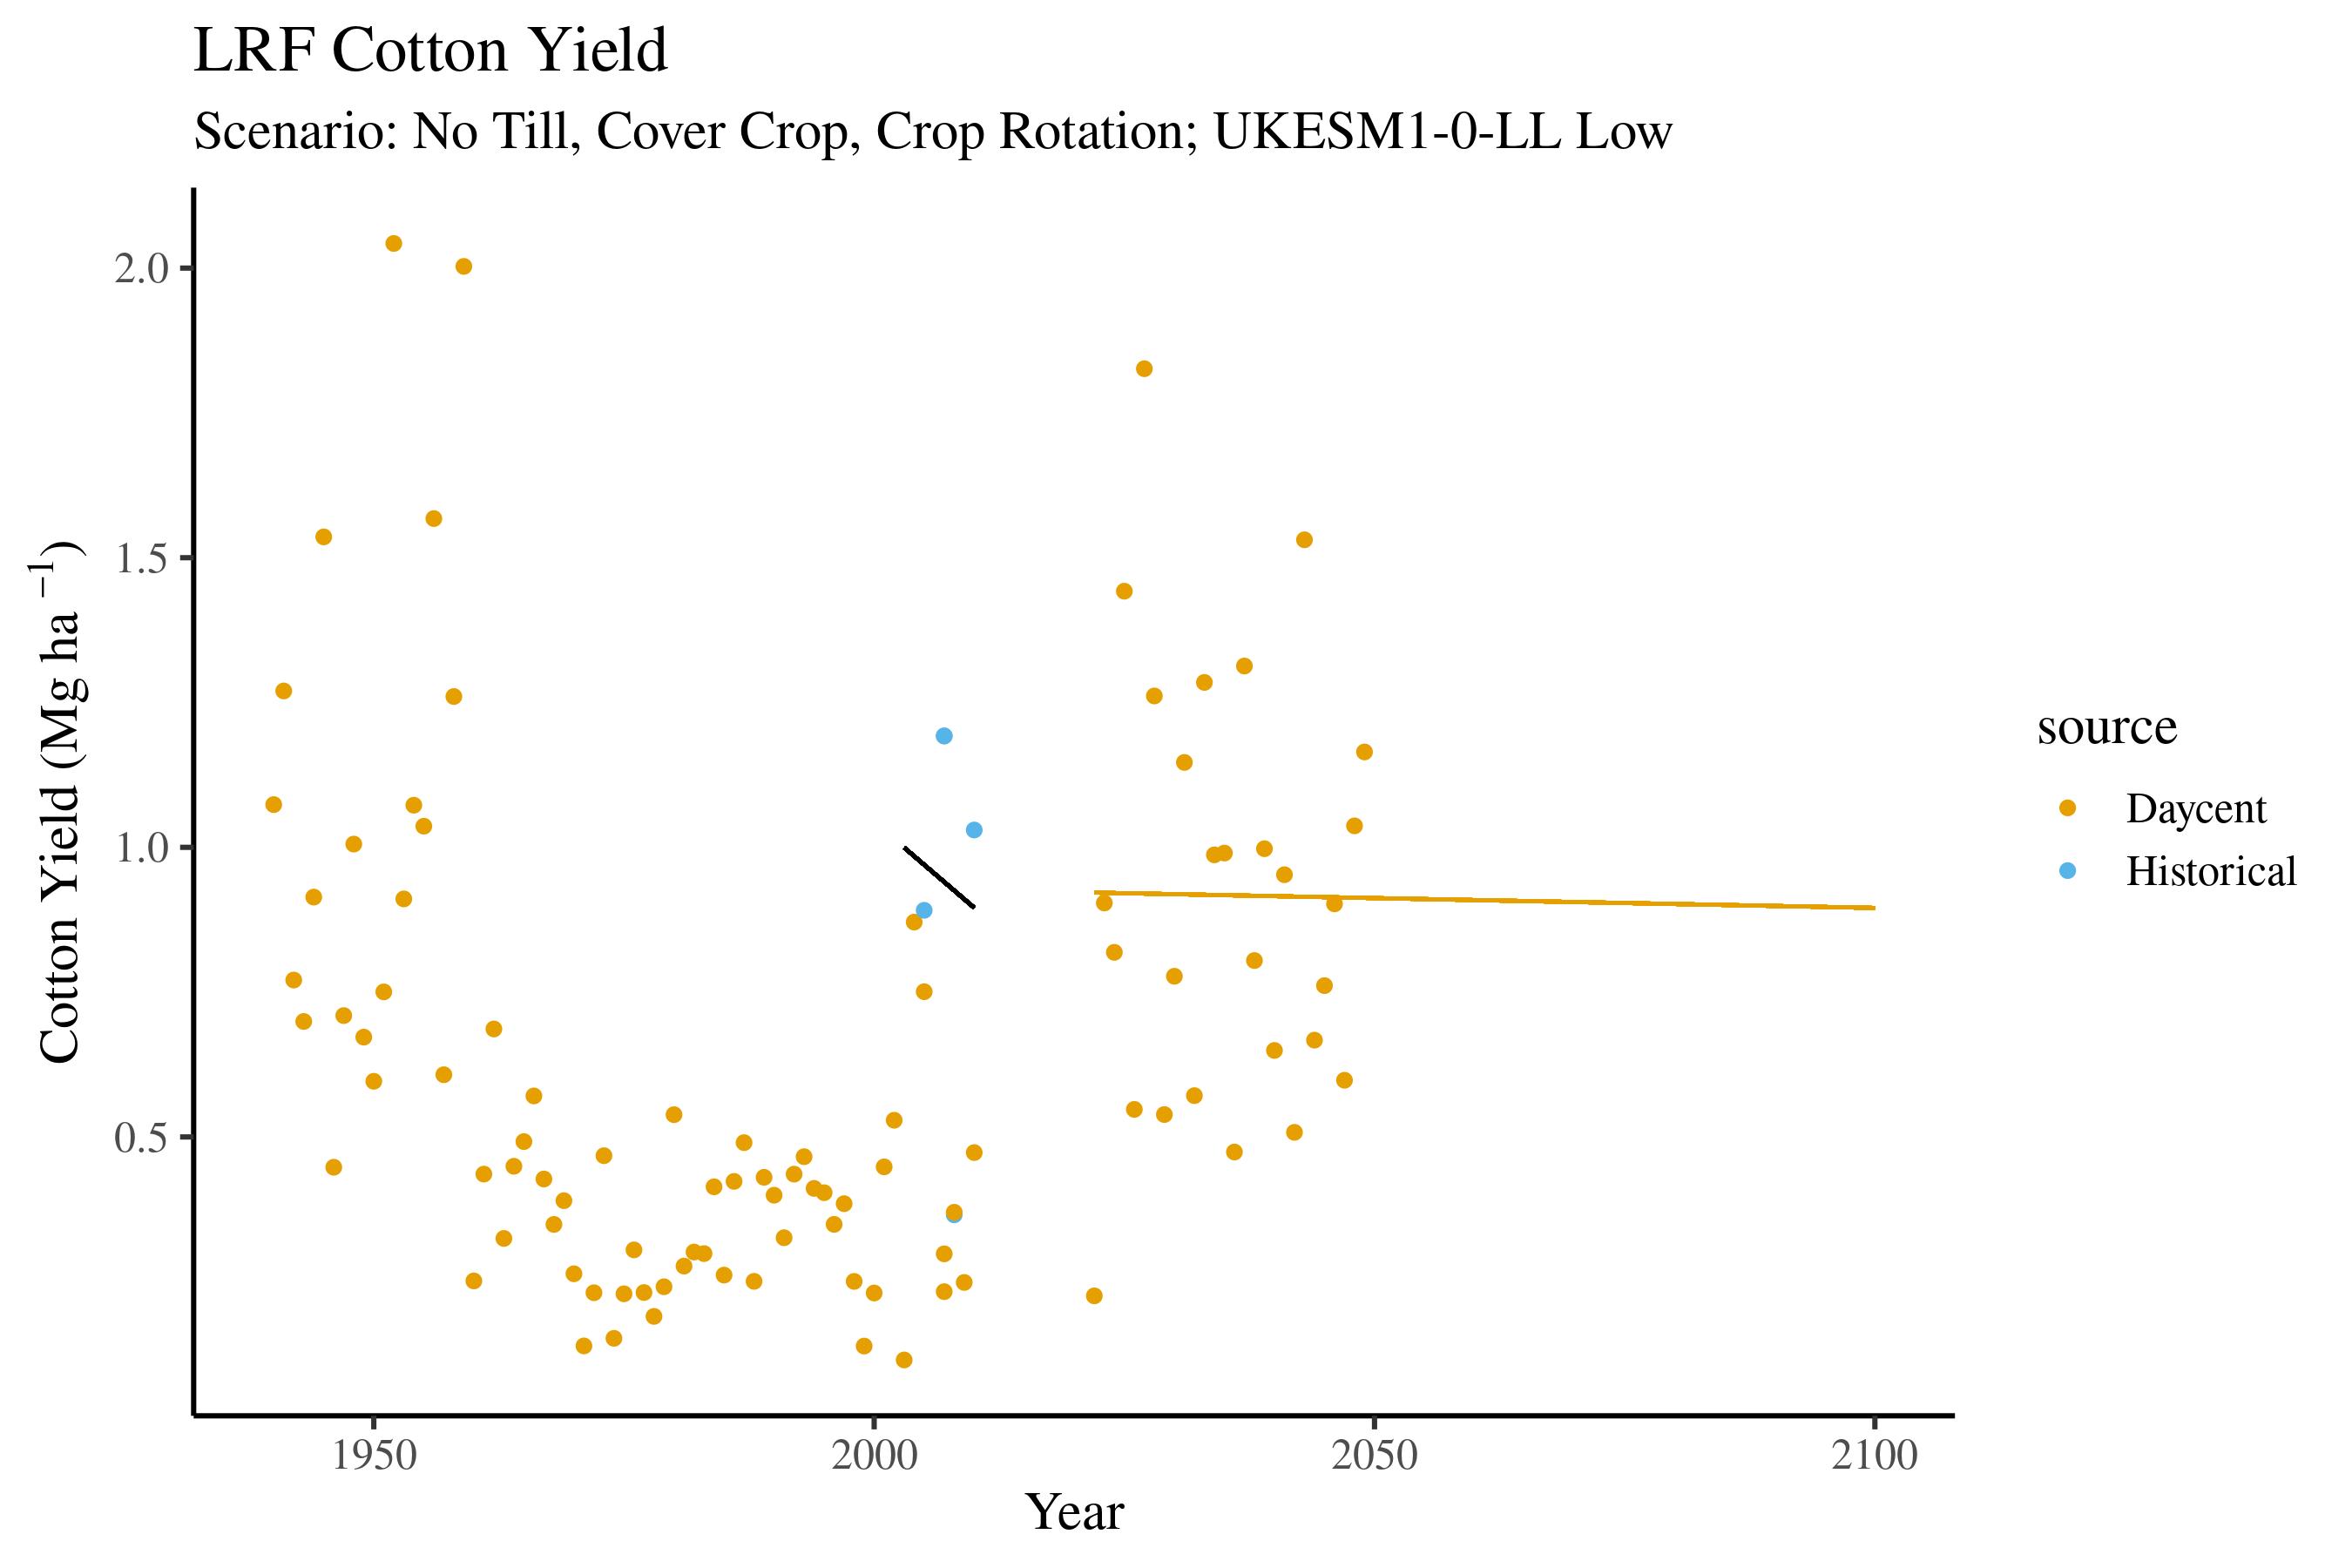 LRF Cotton Yield
Scenario: No Till, Cover Crop, Crop Rotation; UKESM1-0-LL Low
Cotton Yield (Mg ha −1)
2.0
1.5
1.0
0.5
1950
2000
2050
2100
Year
source
Daycent
Historical